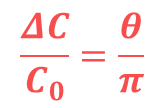 ΔC/C₀ = θ/π